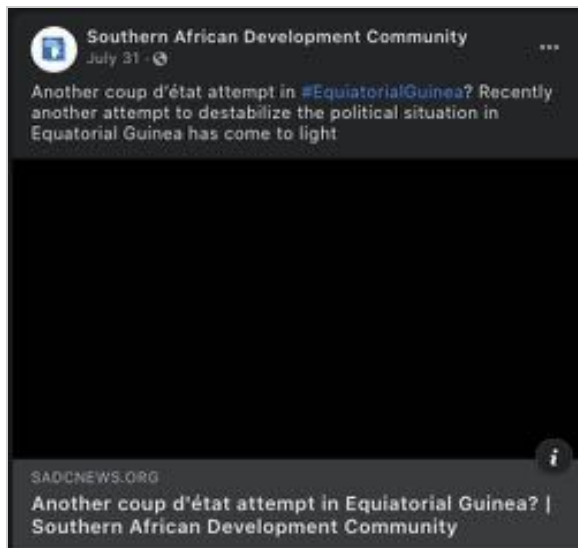 Southern African Development Community
July 31 ·
Another coup d'état attempt in #EquiatorialGuinea? Recently
another attempt to destabilize the political situation in
Equatorial Guinea has come to light
i
SADCNEWS.ORG
Another coup d'état attempt in Equiatorial Guinea? |
Southern African Development Community